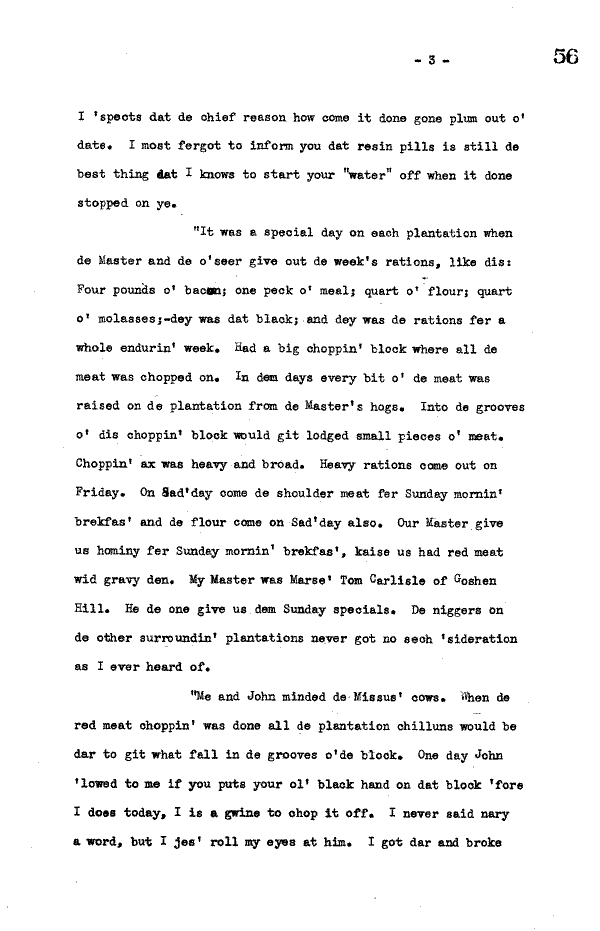 - 3 - 56
I 'spects dat de chief reason how come it done gone plum out o'
date. I most fergot to inform you dat resin pills is still de
best thing dat I knows to start your "water" off when it done
stopped on ye.
"It was a special day on each plantation when
de Master and de o'seer give out de week's rations, like dis:
Four pounds o' bacon; one peck o' meal; quart o' flour; quart
o' molasses;-dey was dat black; and dey was de rations fer a
whole endurin' week. Had a big choppin' block where all de
meat was chopped on. In dem days every bit o' de meat was
raised on de plantation from de Master's hogs. Into de grooves
o' dis choppin' block would git lodged small pieces o' meat.
Choppin' ax was heavy and broad. Heavy rations come out on
Friday. On Sad'day come de shoulder meat fer Sunday mornin'
brekfas' and de flour come on Sad'day also. Our Master give
us hominy fer Sunday mornin' brekfas', kaise us had red meat
wid gravy den. My Master was Marse' Tom Carlisle of Goshen
Hill. He de one give us dem Sunday specials. De niggers on
de other surroundin' plantations never got no sech 'sideration
as I ever heard of.
"Me and John minded de Missus' cows. When de
red meat choppin' was done all de plantation chilluns would be
dar to git what fall in de grooves o'de block. One day John
'lowed to me if you puts your ol' black hand on dat block 'fore
I does today, I is a gwine to chop it off. I never said nary
a word, but I jes' roll my eyes at him. I got dar and broke